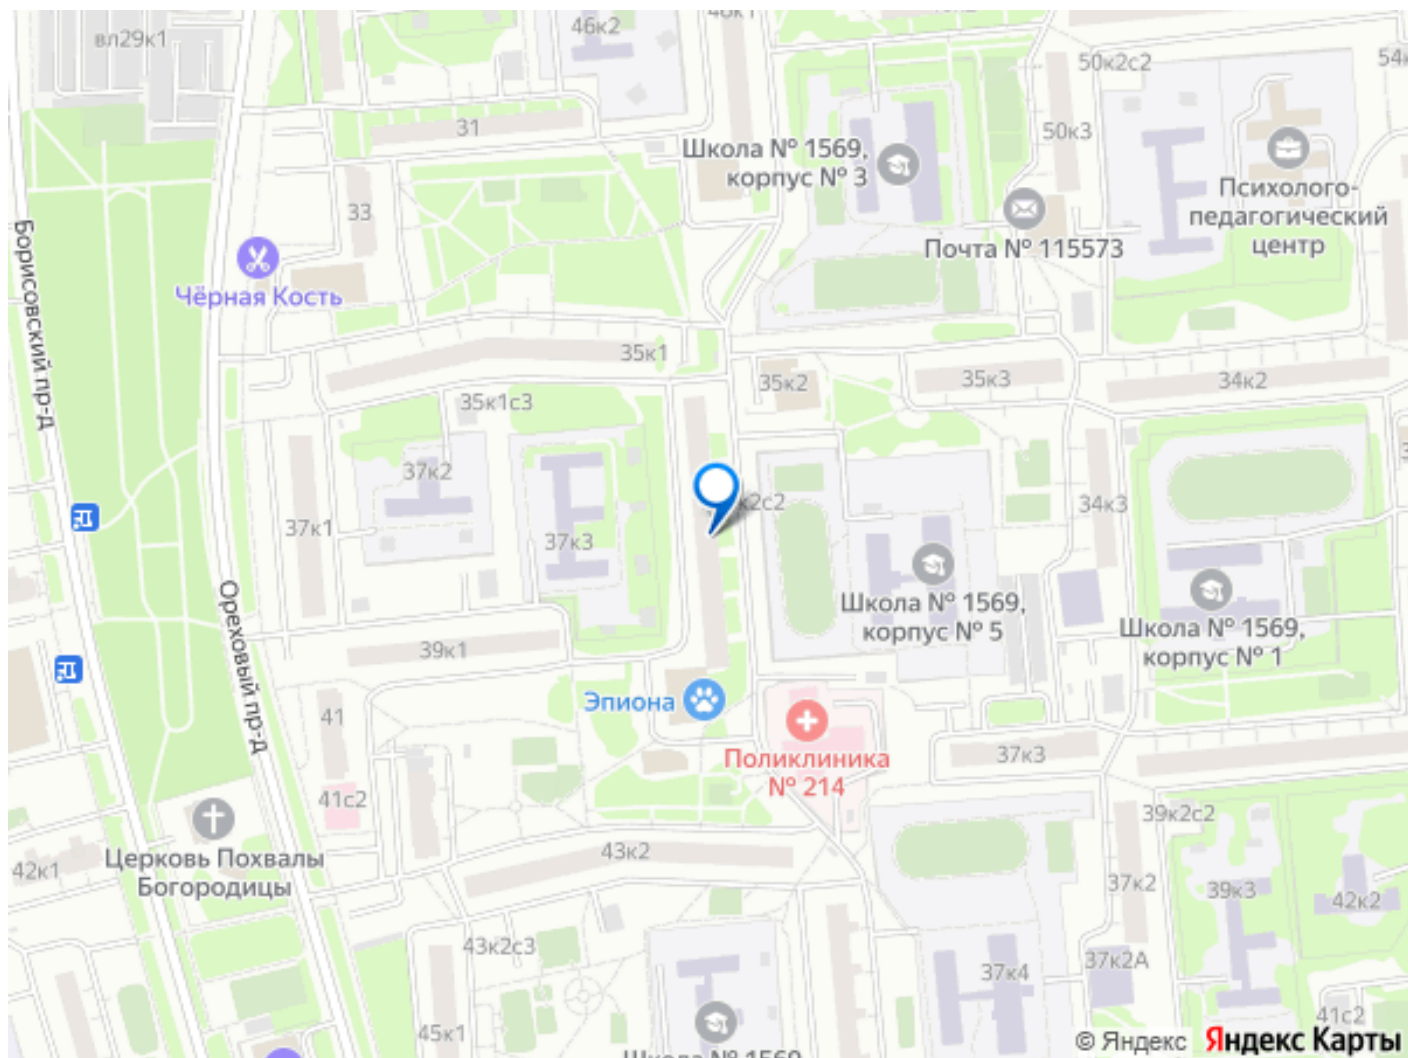 вл29к1
46к2
50к2с2
31
50к3
Школа № 1569,
корпус № 3
Психолого-
педагогический
центр
33
Почта № 115573
Борисовский пр-д
Чёрная Кость
35к1
35к2
35к3
34к2
35к1с3
37к2
37к1
37к3
34к3
Школа № 1569,
корпус № 5
Школа № 1569,
корпус № 1
Ореховый пр-д
39к1
Эпиона
41
Поликлиника
№ 214
37к3
41с2
39к2с2
Церковь Похвалы
Богородицы
42к1
43к2
37к2
39к3
42к2
43к2с3
37к4
37к2А
45к1
41с2
Школа № 1569
© Яндекс Яндекс Карты